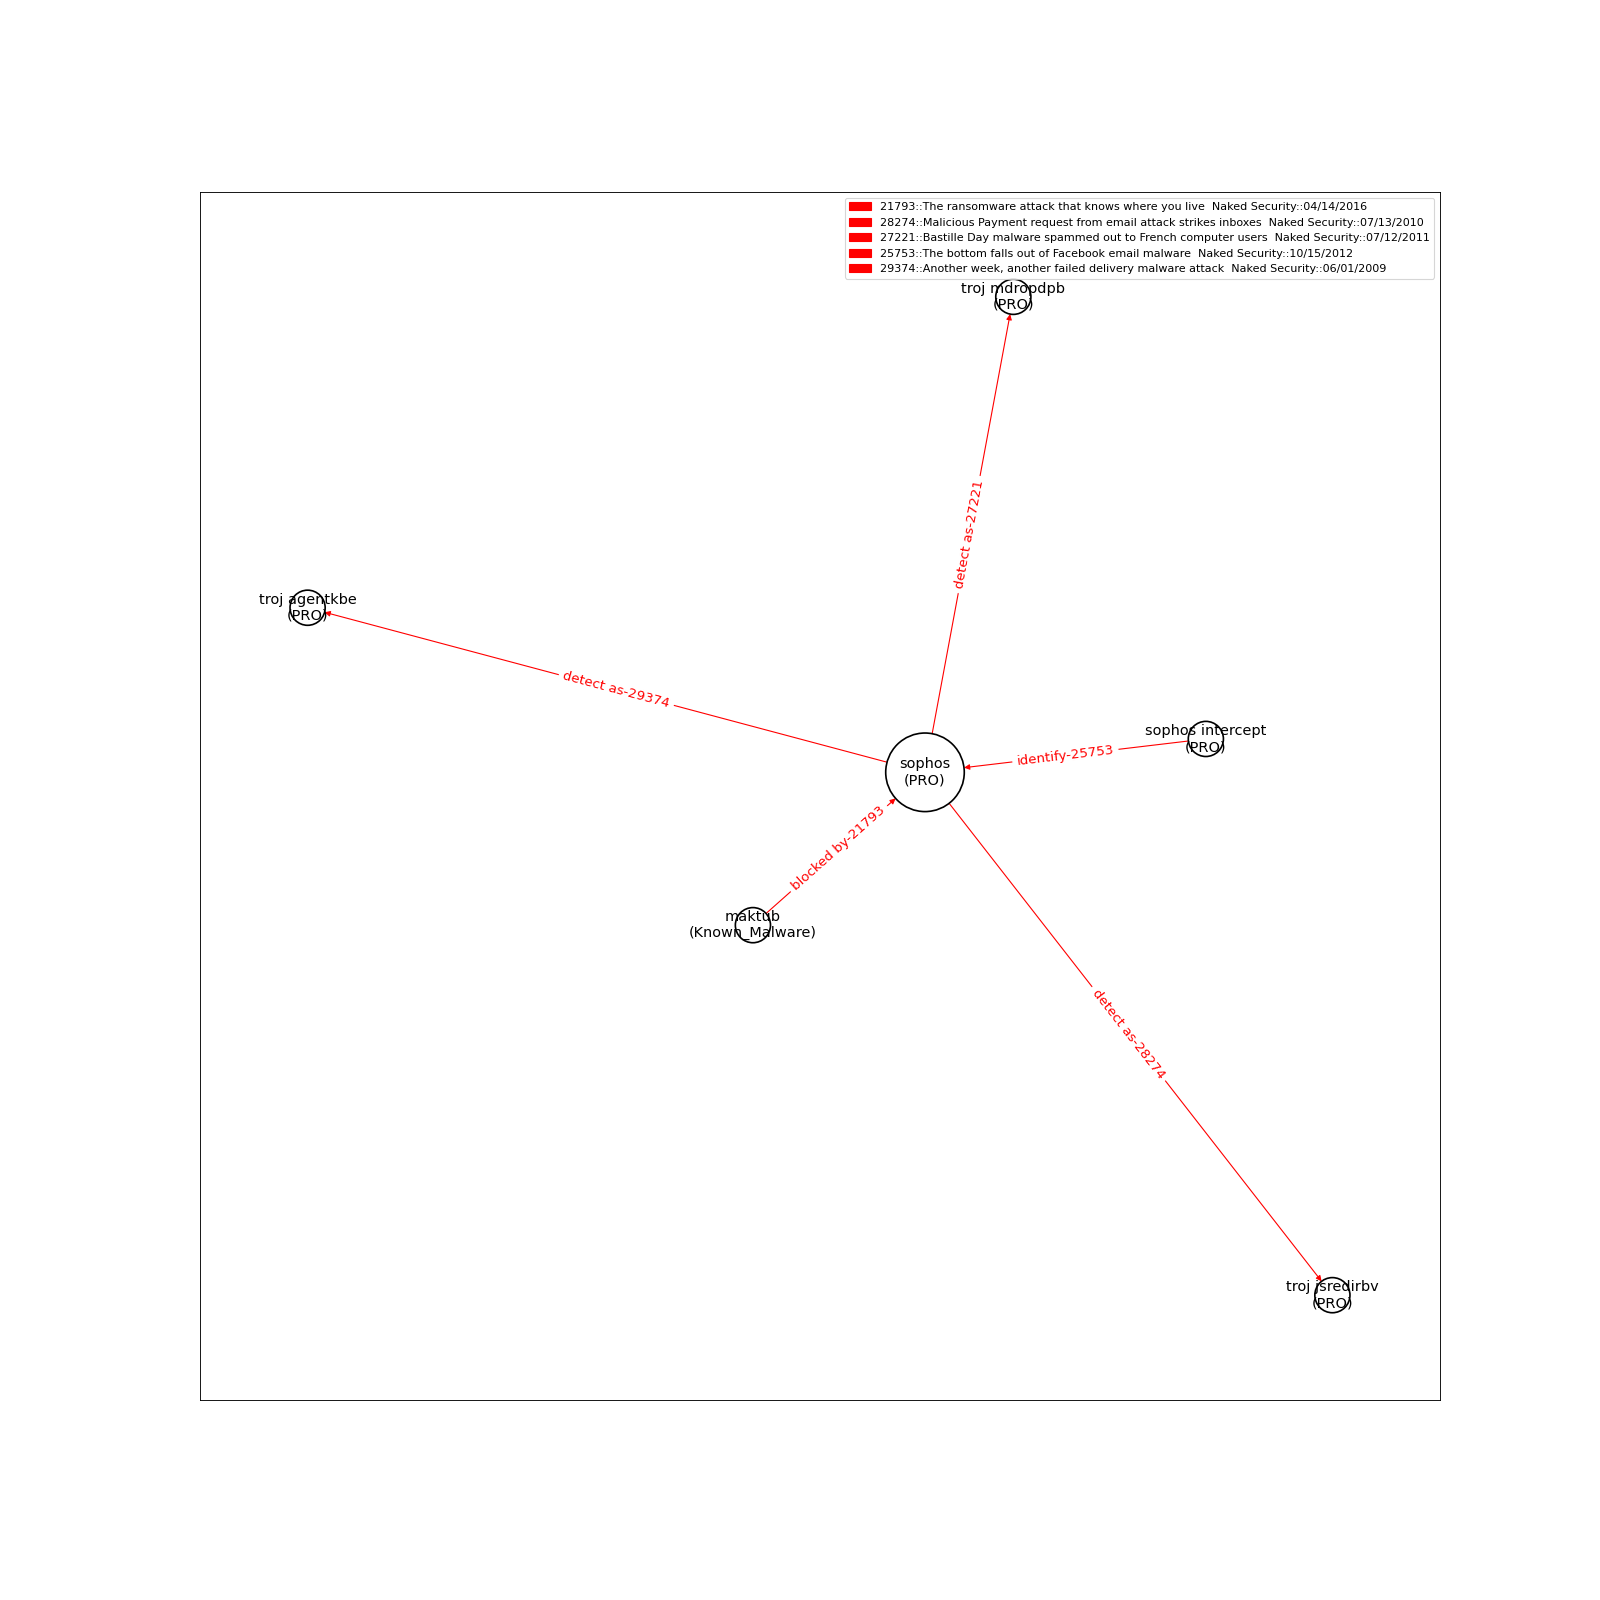 21793::The ransomware attack that knows where you live  Naked Security::04/14/2016
28274::Malicious Payment request from email attack strikes inboxes  Naked Security::07/13/2010
27221::Bastille Day malware spammed out to French computer users  Naked Security::07/12/2011
25753::The bottom falls out of Facebook email malware  Naked Security::10/15/2012
29374::Another week, another failed delivery malware attack  Naked Security::06/01/2009
troj mdropdpb
(PRO)
detect as-27221
troj agentkbe
(PRO)
detect as-29374
sophos intercept
(PRO)
identify-25753
sophos
(PRO)
blocked by-21793
maktub
(Known_Malware)
detect as-28274
troj jsredirbv
(PRO)